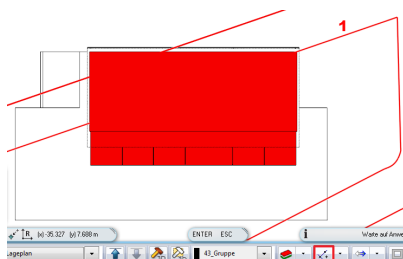 1
(x) -35.327 (y) 7.688 m
ENTER ESC
Warte auf Anwe
Lageplan
43_Gruppe